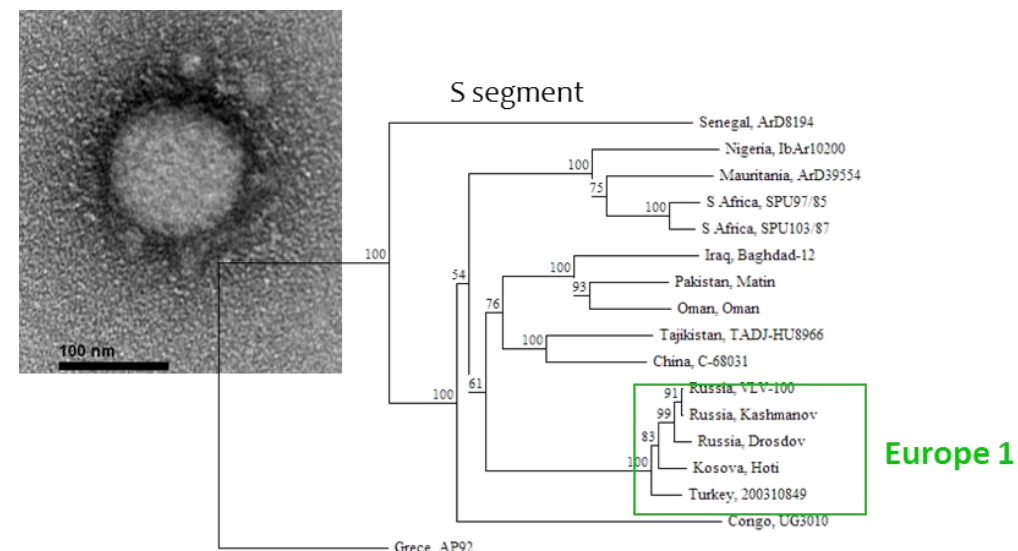 S segment
Senegal, ArD8194
Nigeria, IbAr10200
100
Mauritania, ArD39554
75
S.Africa, SPU97/85
100
S.Africa, SPU103/87
100
Iraq, Baghdad-12
100
54
Pakistan, Matin
93
76
Oman, Oman
Tajikistan, TADJ-HU8966
100
100 nm
China, C-68031
61
Russia, VLV-100
91
100
Russia, Kashmanov
99
Russia, Drosdov
83
Europe 1
100
Kosova, Hoti
Turkey, 200310849
Congo, UG3010
Grece, AP92